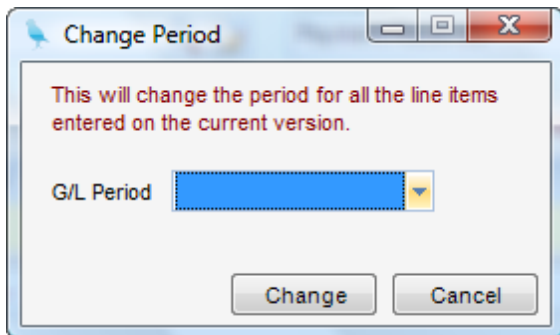 Change Period
This will change the period for all the line items
entered on the current version.
G/L Period
Change Cancel